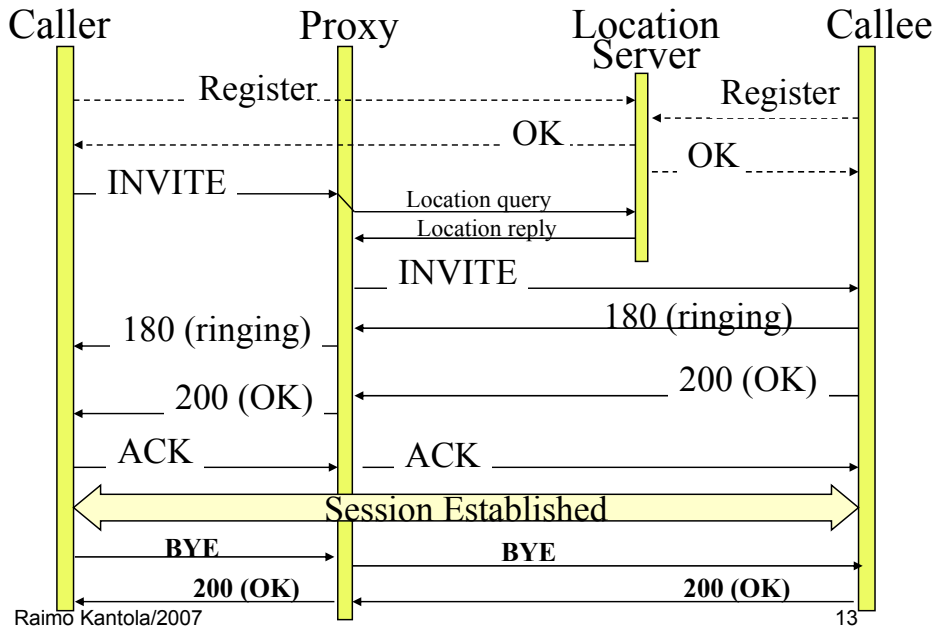 Caller Proxy Location Server Callee
Register
Register
OK
OK
INVITE
Location query
Location reply
INVITE
180 (ringing)
180 (ringing)
200 (OK)
200 (OK)
ACK ACK
Session Established
BYE BYE
200 (OK) 200 (OK)
Raimo Kantola/2007 13